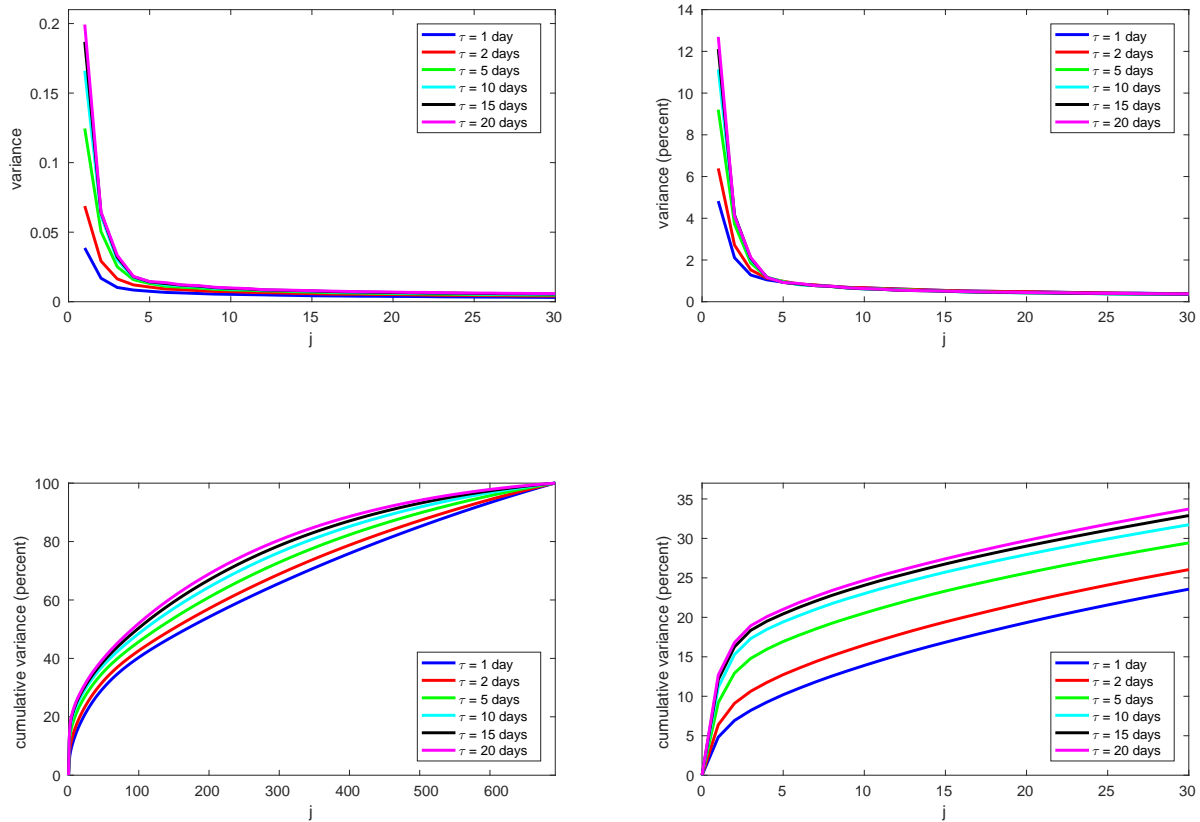 variance
0.2
0.15
0.1
0.05
0
0 5 10 15 20 25 30
j
τ = 1 day
τ = 2 days
τ = 5 days
τ = 10 days
τ = 15 days
τ = 20 days
variance (percent)
14
12
10
8
6
4
2
0
0 5 10 15 20 25 30
j
τ = 1 day
τ = 2 days
τ = 5 days
τ = 10 days
τ = 15 days
τ = 20 days
cumulative variance (percent)
100
80
60
40
20
0
0 100 200 300 400 500 600
j
τ = 1 day
τ = 2 days
τ = 5 days
τ = 10 days
τ = 15 days
τ = 20 days
cumulative variance (percent)
35
30
25
20
15
10
5
0
0 5 10 15 20 25 30
j
τ = 1 day
τ = 2 days
τ = 5 days
τ = 10 days
τ = 15 days
τ = 20 days